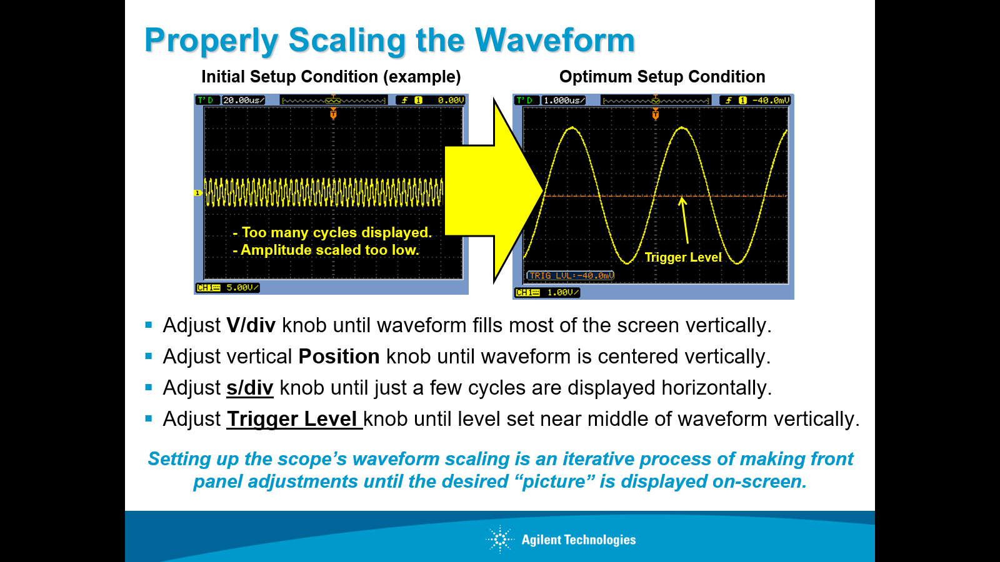 Properly Scaling the Waveform
Initial Setup Condition (example)
Optimum Setup Condition
T'D 20.00us/ T 1 0.00V
T
1
- Too many cycles displayed.
- Amplitude scaled too low.
CH1 5.00V/
T'D 1.000us/ T 1 -40.0mV
T
Trigger Level
TRIG LVL:-40.0mV
CH1 1.00V/
▪ Adjust V/div knob until waveform fills most of the screen vertically.
▪ Adjust vertical Position knob until waveform is centered vertically.
▪ Adjust s/div knob until just a few cycles are displayed horizontally.
▪ Adjust Trigger Level knob until level set near middle of waveform vertically.
Setting up the scope’s waveform scaling is an iterative process of making front
panel adjustments until the desired “picture” is displayed on-screen.
Agilent Technologies